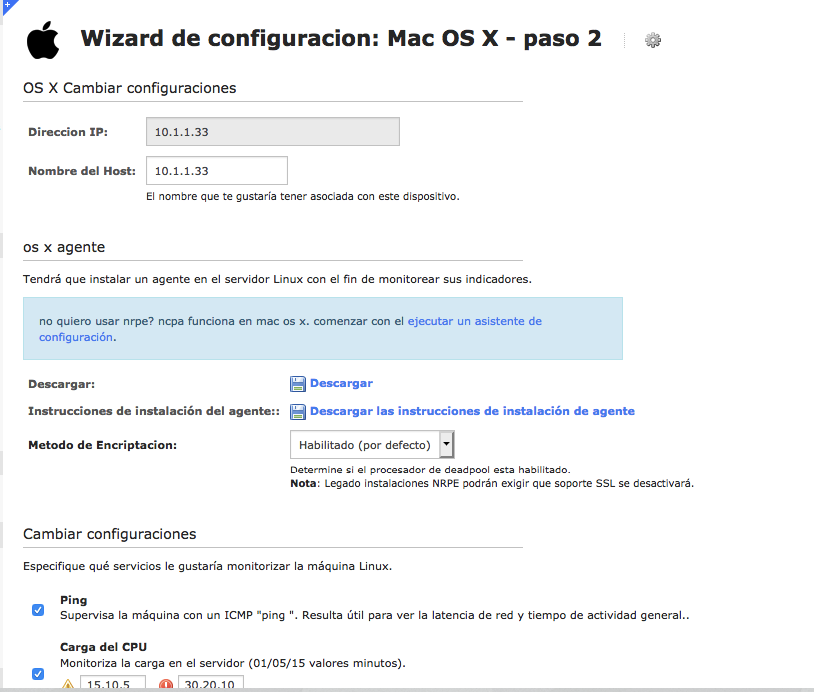 Wizard de configuracion: Mac OS X - paso 2
OS X Cambiar configuraciones
Direccion IP: 10.1.1.33
Nombre del Host: 10.1.1.33
El nombre que te gustaría tener asociada con este dispositivo.
os x agente
Tendrá que instalar un agente en el servidor Linux con el fin de monitorear sus indicadores.
no quiero usar nrpe? ncpa funciona en mac os x. comenzar con el ejecutar un asistente de
configuración.
Descargar: Descargar
Instrucciones de instalación del agente:: Descargar las instrucciones de instalación de agente
Metodo de Encriptacion: Habilitado (por defecto)
Determine si el procesador de deadpool esta habilitado.
Nota: Legado instalaciones NRPE podrán exigir que soporte SSL se desactivará.
Cambiar configuraciones
Especifique qué servicios le gustaría monitorizar la máquina Linux.
Ping
Supervisa la máquina con un ICMP "ping ". Resulta útil para ver la latencia de red y tiempo de actividad general..
Carga del CPU
Monitoriza la carga en el servidor (01/05/15 valores minutos).
15,10,5 30,20,10